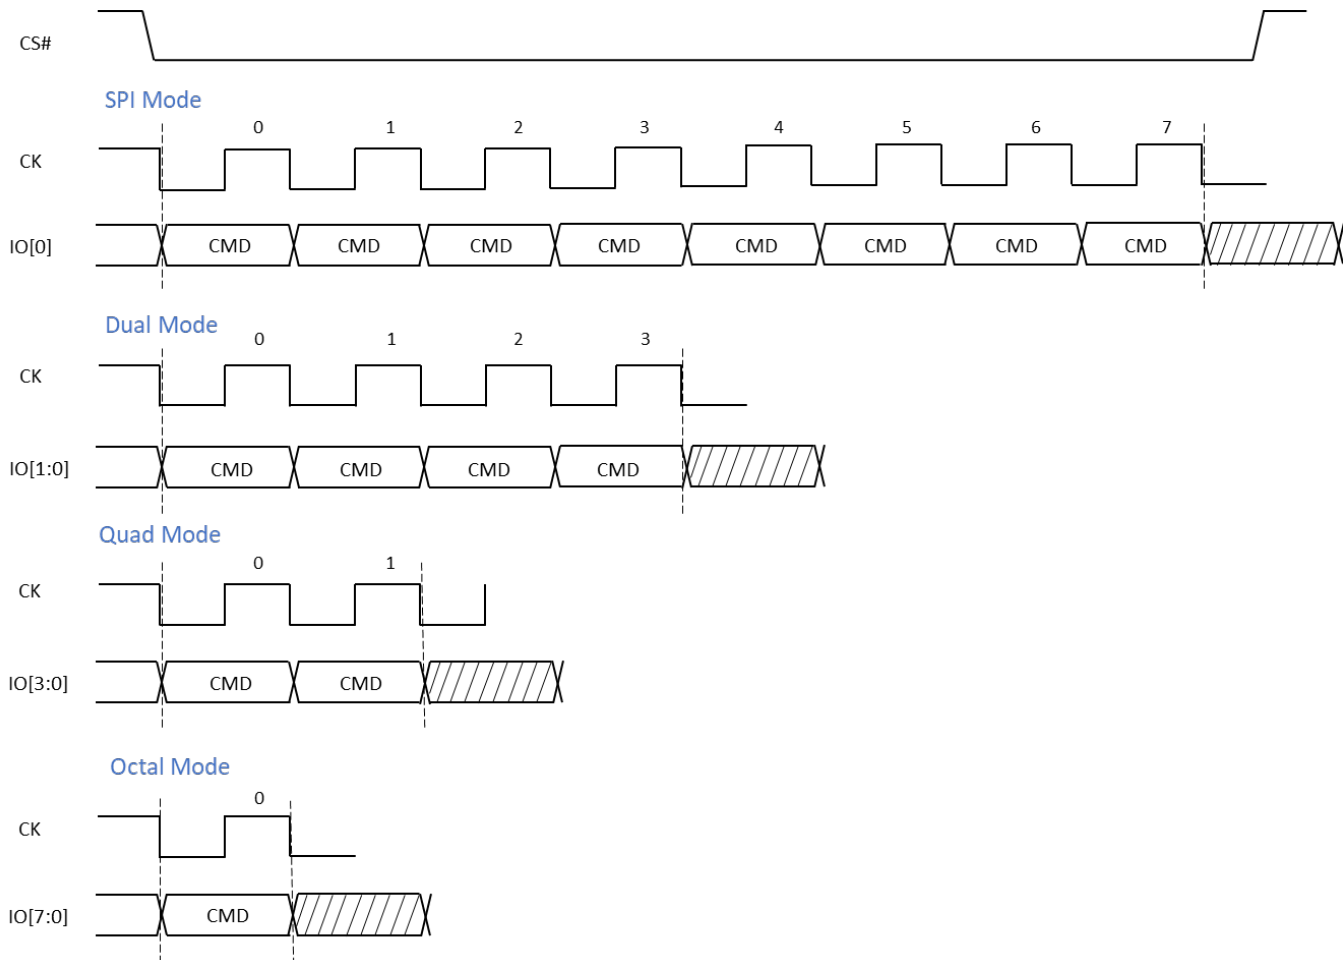 CS#
SPI Mode
0 1 2 3 4 5 6 7
CK
IO[0] CMD CMD CMD CMD CMD CMD CMD CMD
Dual Mode
0 1 2 3
CK
IO[1:0] CMD CMD CMD CMD
Quad Mode
0 1
CK
IO[3:0] CMD CMD
Octal Mode
0
CK
IO[7:0] CMD